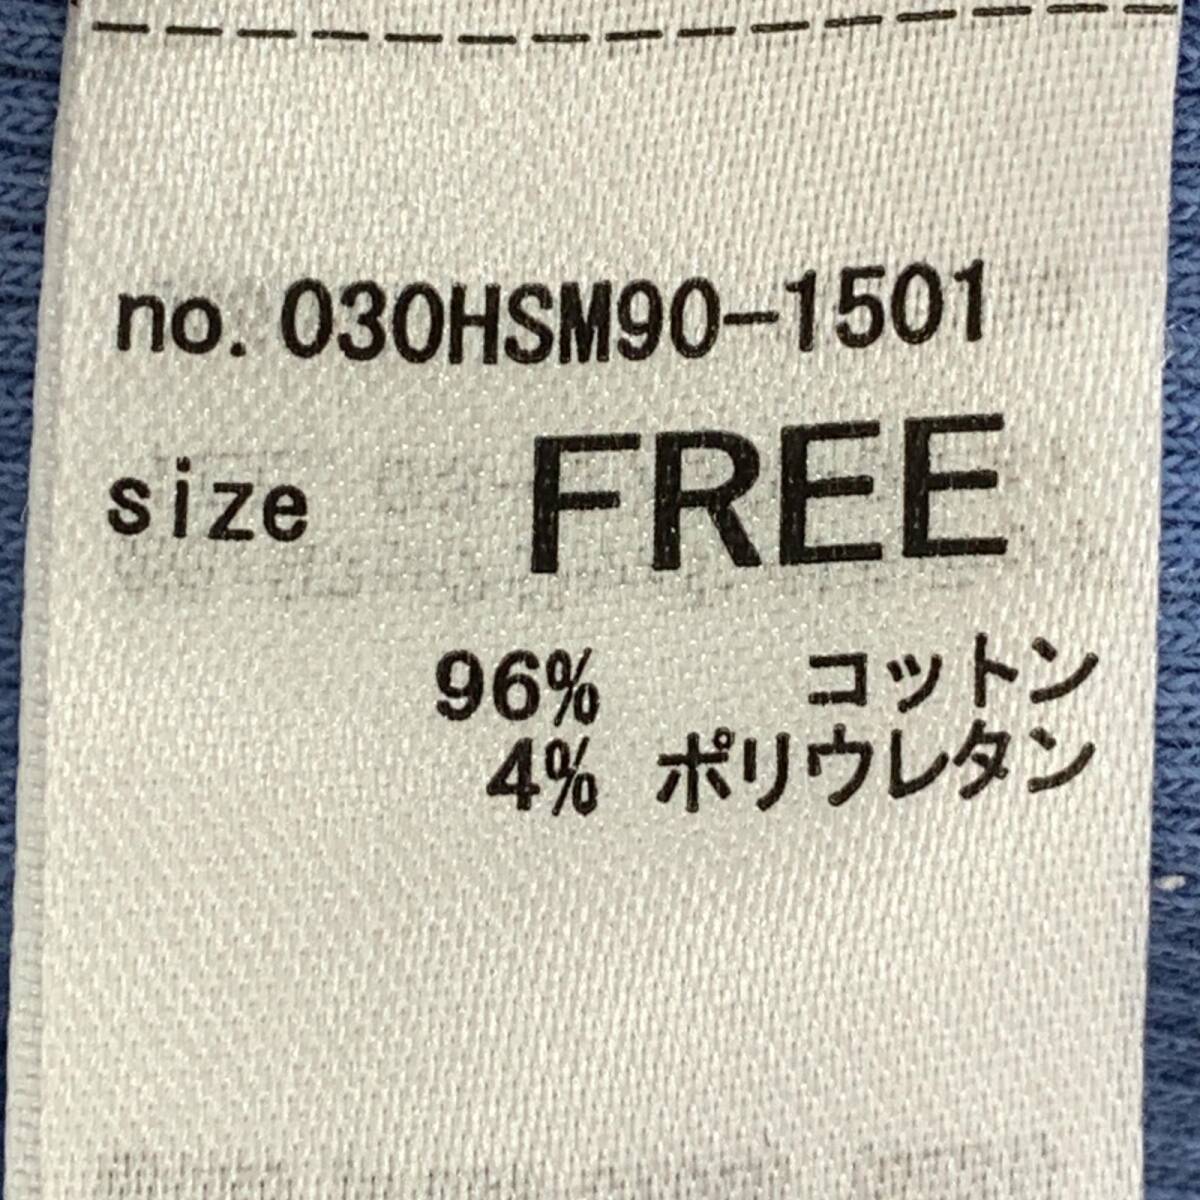 no. 030HSM90-1501
size FREE
96% コットン
4% ポリウレタン